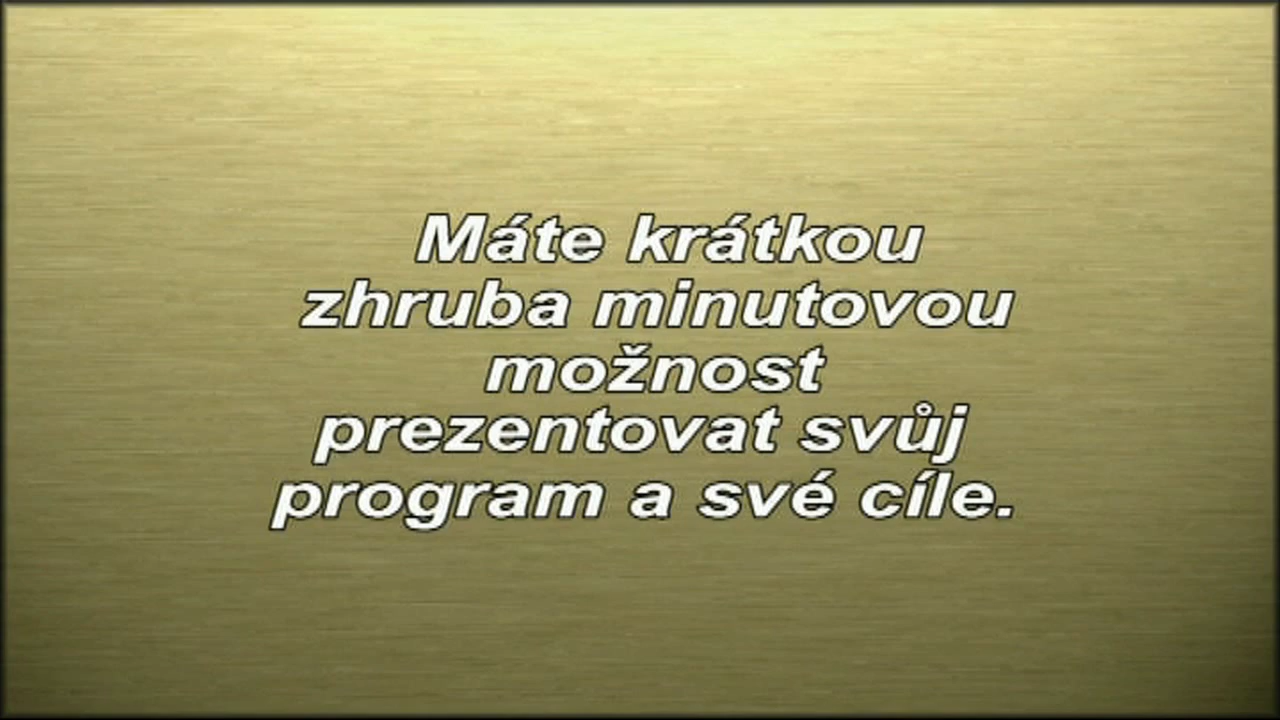 Máte krátkou
zhruba minutovou
možnost
prezentovat svůj
program a své cíle.